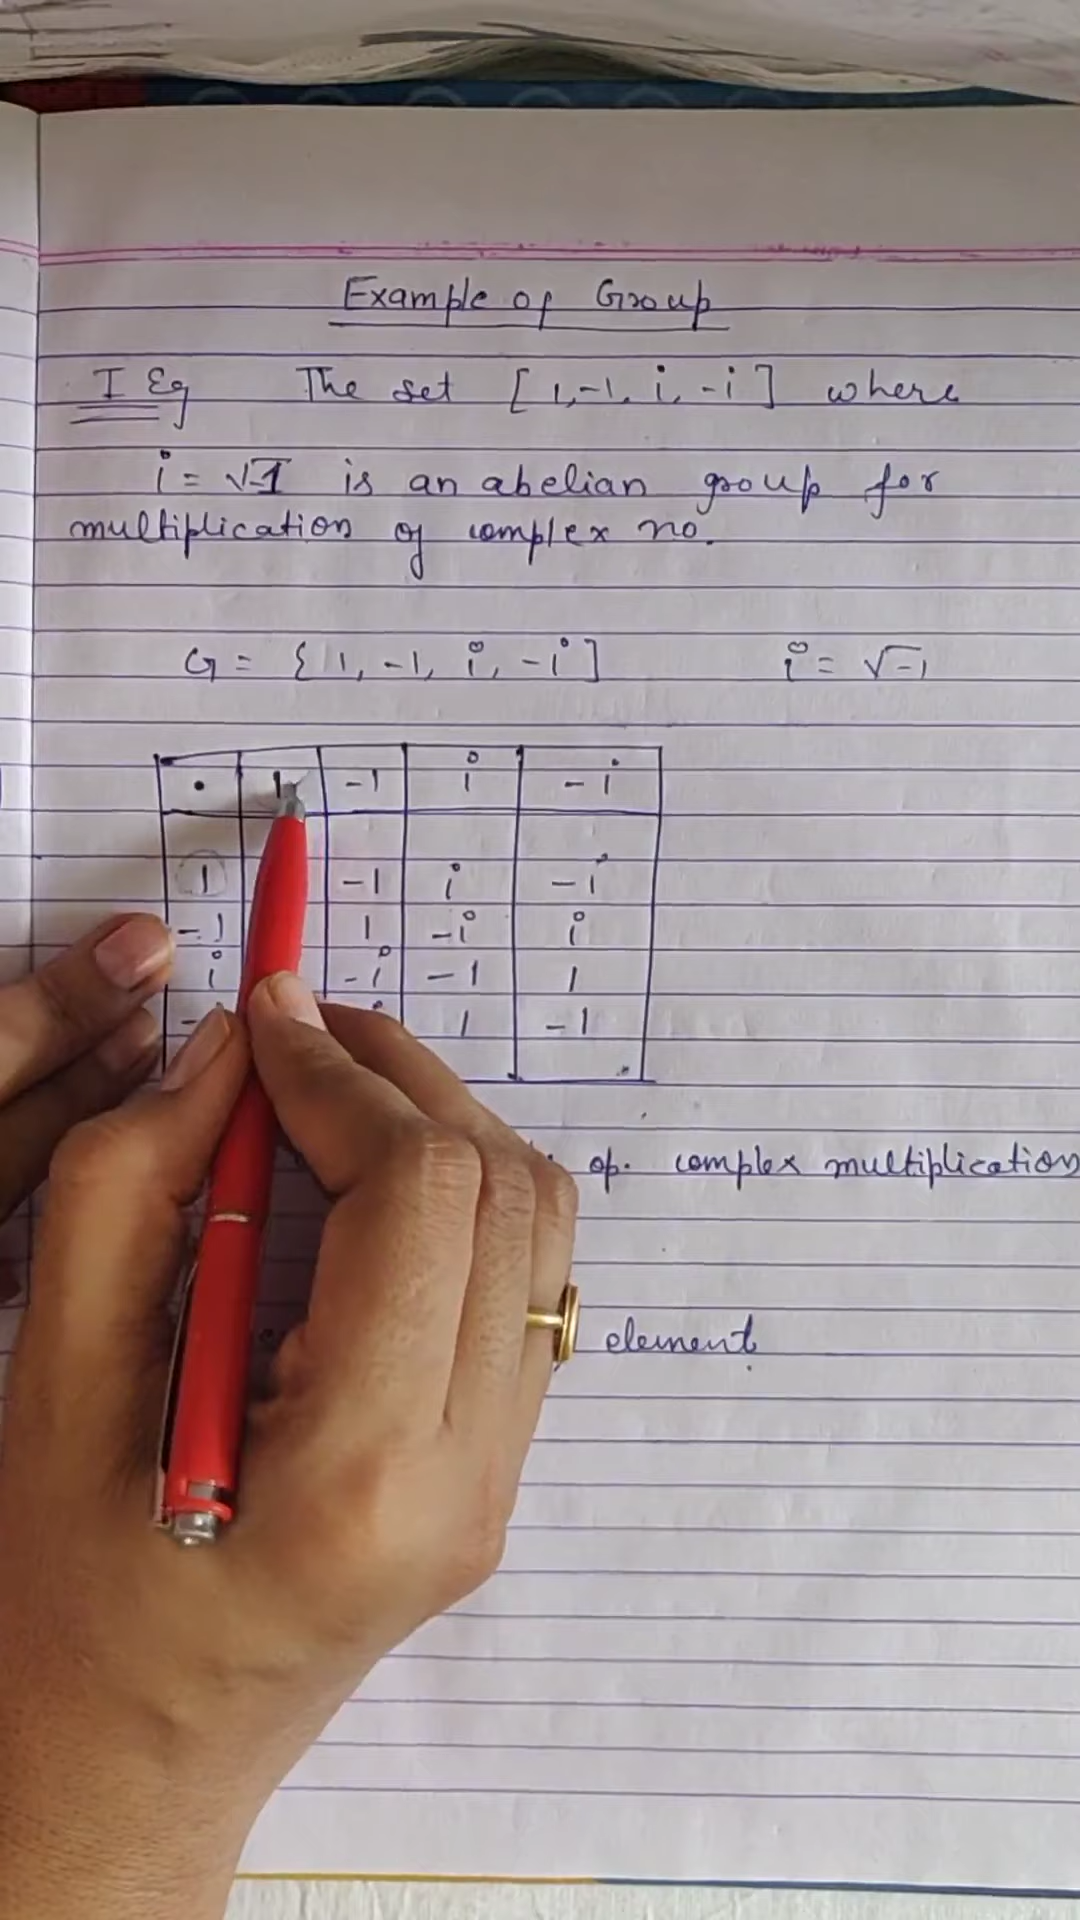 Example of Group
I Eg The set [1,-1, i, -i] where
i = √-1 is an abelian group for
multiplication of complex no.
G = {1, -1, i, -i] i = √-1
• 1 -1 i -i
1 -1 i -i
-1 1 -i i
i -i -1 1
- 1 -1
op. complex multiplication
element